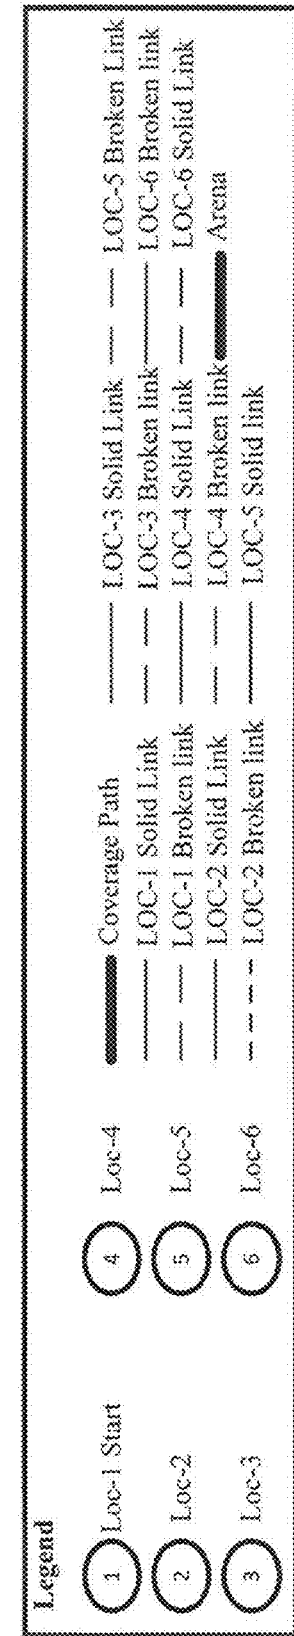 Legend
1 Loc-1 Start
2 Loc-2
3 Loc-3
4 Loc-4
5 Loc-5
6 Loc-6
Coverage Path
LOC-1 Solid Link
LOC-1 Broken link
LOC-2 Solid Link
LOC-2 Broken link
LOC-3 Solid Link
LOC-3 Broken link
LOC-4 Solid Link
LOC-4 Broken link
LOC-5 Solid link
LOC-5 Broken Link
LOC-6 Broken link
LOC-6 Solid Link
Arena